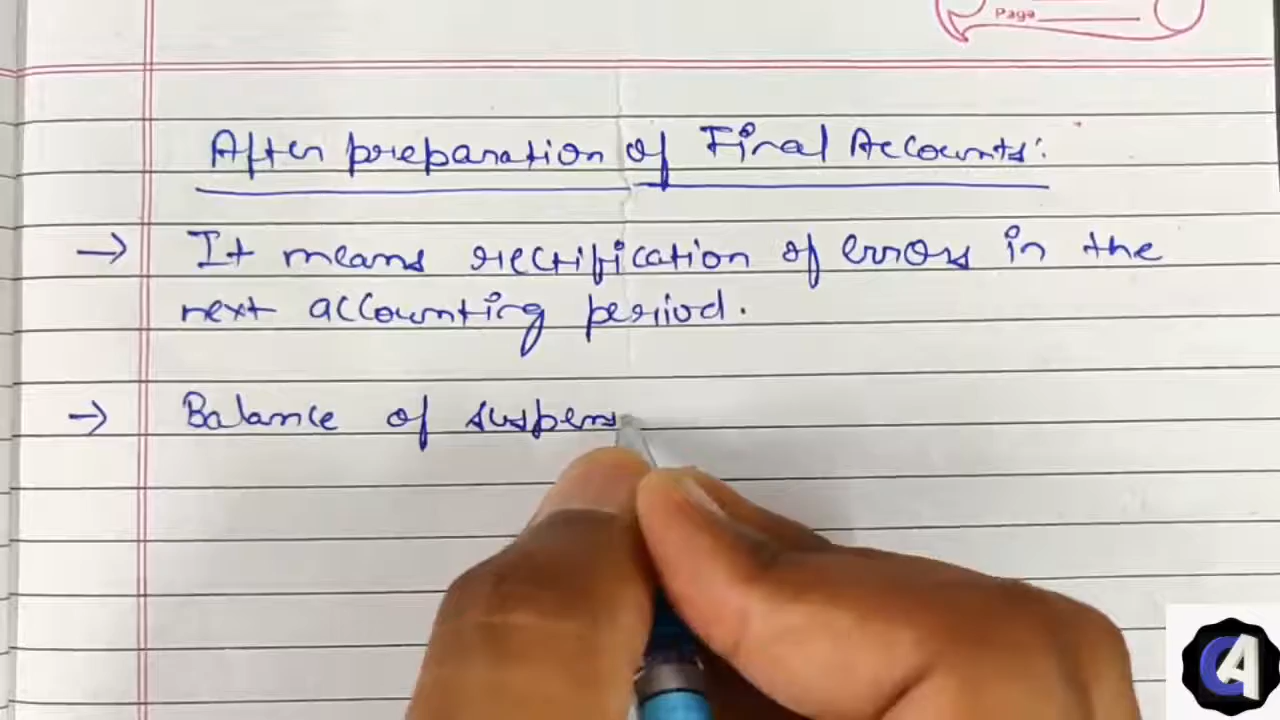 Page
After preparation of Final Accounts:
→ It means rectification of errors in the
next accounting period.
→ Balance of suspens
CA